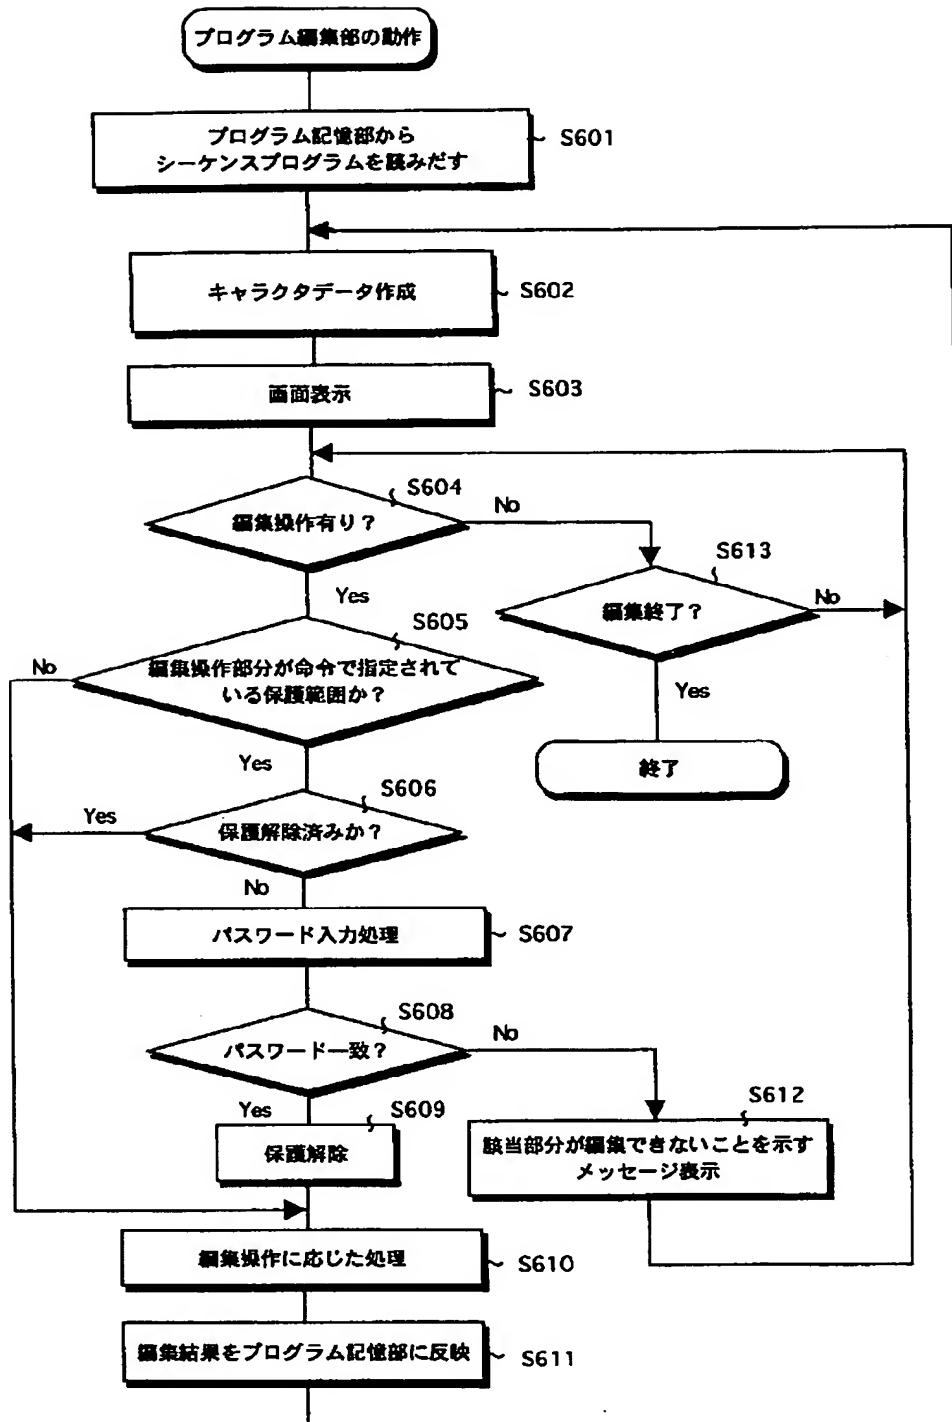 プログラム編集部の動作
プログラム記憶部から
シーケンスプログラムを読みだす
S601
キャラクタデータ作成
S602
画面表示
S603
S604
編集操作有り?
No
Yes
S613
編集終了?
No
Yes
終了
S605
編集操作部分が命令で指定されて
いる保護範囲か?
No
Yes
S606
保護解除済みか?
Yes
No
パスワード入力処理
S607
S608
パスワード一致?
No
Yes
S609
保護解除
S612
該当部分が編集できないことを示す
メッセージ表示
編集操作に応じた処理
S610
編集結果をプログラム記憶部に反映
S611